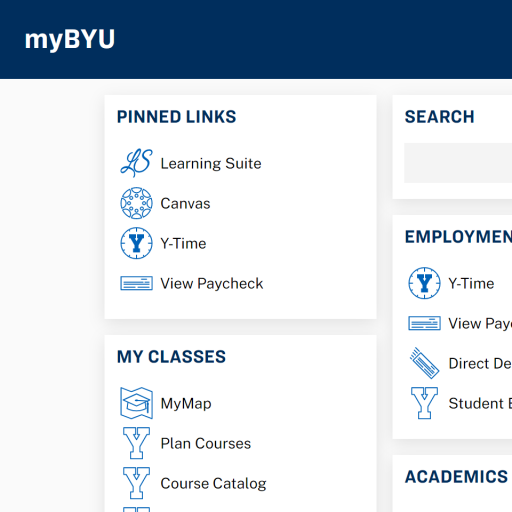 myBYU
PINNED LINKS
Learning Suite
Canvas
Y-Time
View Paycheck
MY CLASSES
MyMap
Plan Courses
Course Catalog
SEARCH
EMPLOYMEN
Y-Time
View Pay
Direct De
Student
ACADEMICS